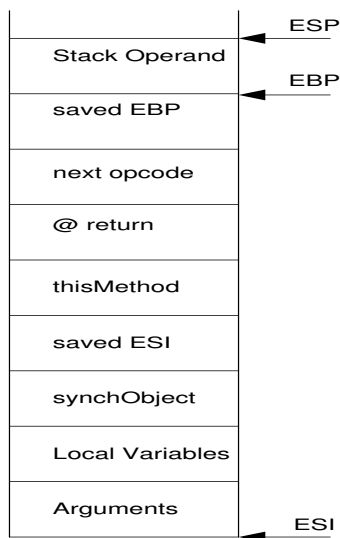 ESP
Stack Operand
EBP
saved EBP
next opcode
@ return
thisMethod
saved ESI
synchObject
Local Variables
Arguments
ESI